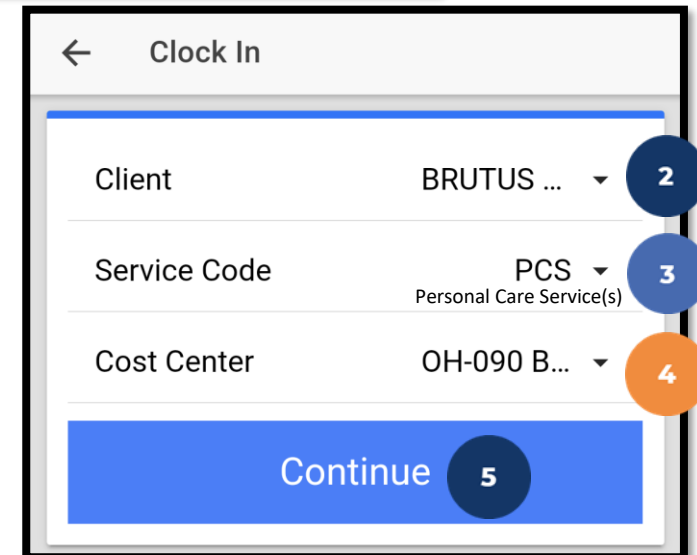 Clock In
Client BRUTUS ... 2
Service Code PCS 3
Personal Care Service(s)
Cost Center OH-090 B... 4
Continue 5